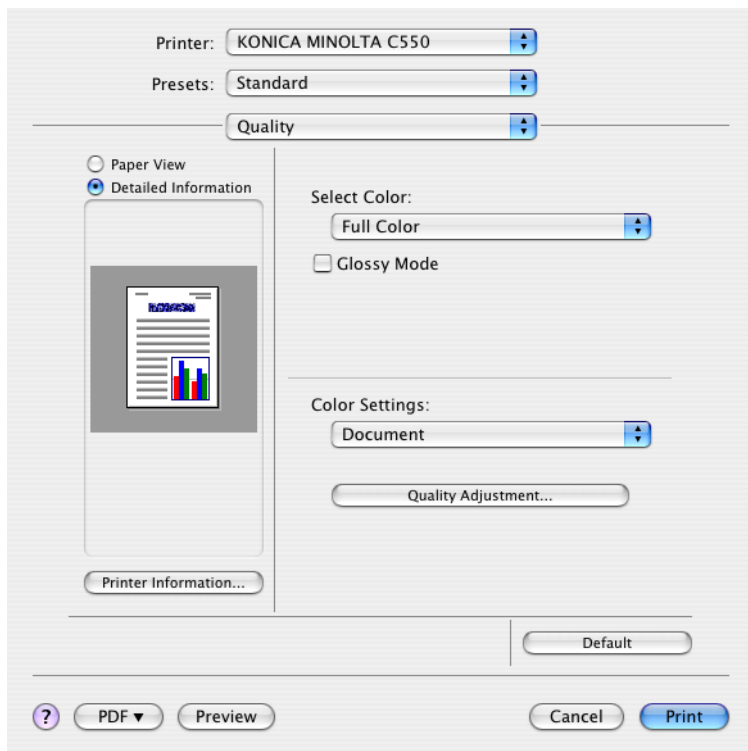 Printer: KONICA MINOLTA C550
Presets: Standard
Quality
Paper View
Detailed Information
Select Color:
Full Color
Glossy Mode
Color Settings:
Document
Quality Adjustment...
Printer Information...
Default
? PDF ▼ Preview Cancel Print